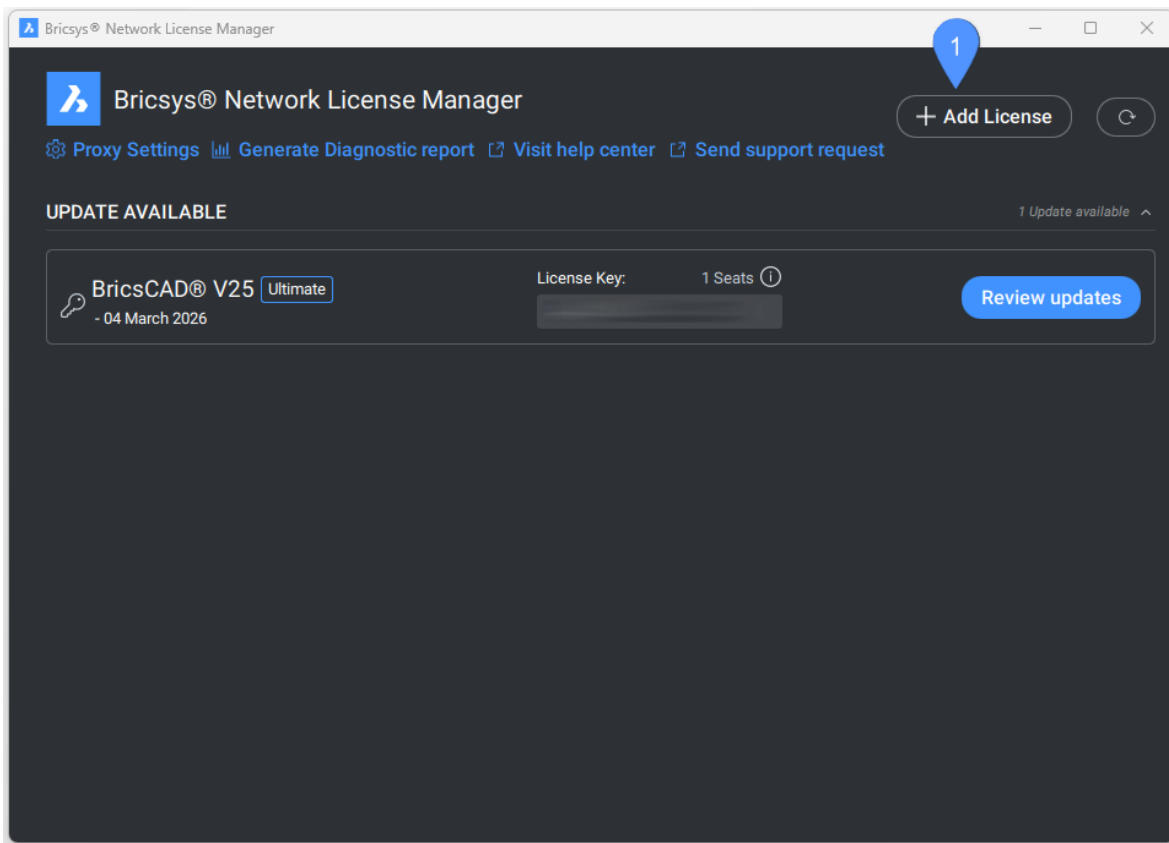 Bricsys® Network License Manager
1
Bricsys® Network License Manager
+ Add License
Proxy Settings Generate Diagnostic report Visit help center Send support request
UPDATE AVAILABLE 1 Update available
BricsCAD® V25 Ultimate
- 04 March 2026
License Key: 1 Seats
Review updates